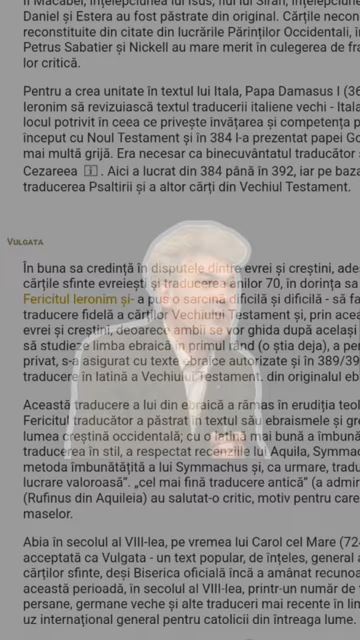 II Macabei, Înțelepciunea lui Isus, fiul lui Sirah, Înțelepciunea
Daniel și Estera au fost păstrate din original. Cărțile necon
reconstituite din citate din lucrările Părinților Occidentali, î
Petrus Sabatier și Nickell au mare merit în culegerea de fra
lor critică.
Pentru a crea unitate în textul lui Itala, Papa Damasus I (36
Ieronim să revizuiască textul traducerii italiene vechi - Itala
locul potrivit în ceea ce privește învățarea și competența p
început cu Noul Testament și în 384 l-a prezentat papei Go
mai multă grijă. Era necesar ca binecuvântatul traducător s
Cezareea . Aici a lucrat din 384 până în 392, iar pe baza
traducerea Psaltirii și a altor cărți din Vechiul Testament.
VULGATA
În buna sa credință în disputele dintre evrei și creștini, ade
cărțile sfinte evreiești și traducerea anilor 70, în dorința sa
Fericitul Ieronim și- a pus o sarcină dificilă și dificilă - să fa
traducere fidelă a cărților Vechiului Testament și, prin acea
evrei și creștini, deoarece ambii se vor ghida după același
să studieze limba ebraică în primul rând (o știa deja), a pe
privat, s-a asigurat cu texte ebraice autorizate și în 389/39
traducere în latină a Vechiului Testament. din originalul eb
Această traducere a lui din ebraică a rămas în erudiția teol
Fericitul traducător a păstrat în textul său ebraismele și gre
lumea creștină occidentală; cu o latină mai bună a îmbună
traducerea în stil, a respectat recenziile lui Aquila, Symmac
metoda îmbunătățită a lui Symmachus și, ca urmare, tradu
lucrare valoroasă”. „cel mai fină traducere antică” (a admir
(Rufinus din Aquileia) au salutat-o critic, motiv pentru care
maselor.
Abia în secolul al VIII-lea, pe vremea lui Carol cel Mare (724
acceptată ca Vulgata - un text popular, de înțeles, general a
cărților sfinte, deși Biserica oficială încă a amânat recunoa
această perioadă, în secolul al VIII-lea, printr-un număr de
persane, germane veche și alte traduceri mai recente în lim
uz internațional general pentru catolicii din întreaga lume.